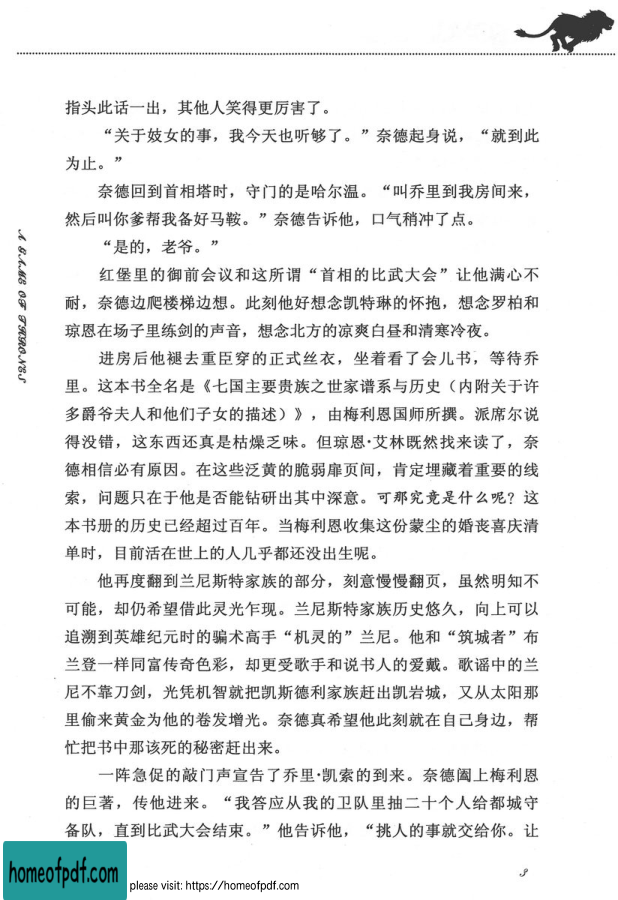 指头此话一出，其他人笑得更厉害了。
“关于妓女的事，我今天也听够了。”奈德起身说，“就到此
为止。”
奈德回到首相塔时，守门的是哈尔温。“叫乔里到我房间来，
然后叫你爹帮我备好马鞍。”奈德告诉他，口气稍冲了点。
“是的，老爷。”
红堡里的御前会议和这所谓“首相的比武大会”让他满心不
耐，奈德边爬楼梯边想。此刻他好想念凯特琳的怀抱，想念罗柏和
琼恩在场子里练剑的声音，想念北方的凉爽白昼和清寒冷夜。
进房后他褪去重臣穿的正式丝衣，坐着看了会儿书，等待乔
里。这本书全名是《七国主要贵族之世家谱系与历史（内附关于许
多爵爷夫人和他们子女的描述）》，由梅利恩国师所撰。派席尔说
得没错，这东西还真是枯燥乏味。但琼恩·艾林既然找来读了，奈
德相信必有原因。在这些泛黄的脆弱扉页间，肯定埋藏着重要的线
索，问题只在于他是否能钻研出其中深意。可那究竟是什么呢？这
本书册的历史已经超过百年。当梅利恩收集这份蒙尘的婚丧喜庆清
单时，目前活在世上的人几乎都还没出生呢。
他再度翻到兰尼斯特家族的部分，刻意慢慢翻页，虽然明知不
可能，却仍希望借此灵光乍现。兰尼斯特家族历史悠久，向上可以
追溯到英雄纪元时的骗术高手“机灵的”兰尼。他和“筑城者”布
兰登一样同富传奇色彩，却更受歌手和说书人的爱戴。歌谣中的兰
尼不靠刀剑，光凭机智就把凯斯德利家族赶出凯岩城，又从太阳那
里偷来黄金为他的卷发增光。奈德真希望他此刻就在自己身边，帮
忙把书中那该死的秘密赶出来。
一阵急促的敲门声宣告了乔里·凯索的到来。奈德阖上梅利恩
的巨著，传他进来。“我答应从我的卫队里抽二十个人给都城守
备队，直到比武大会结束。”他告诉他，“挑人的事就交给你。让
A GAME OF THRONES
3
homeofpdf.com
please visit: https://homeofpdf.com